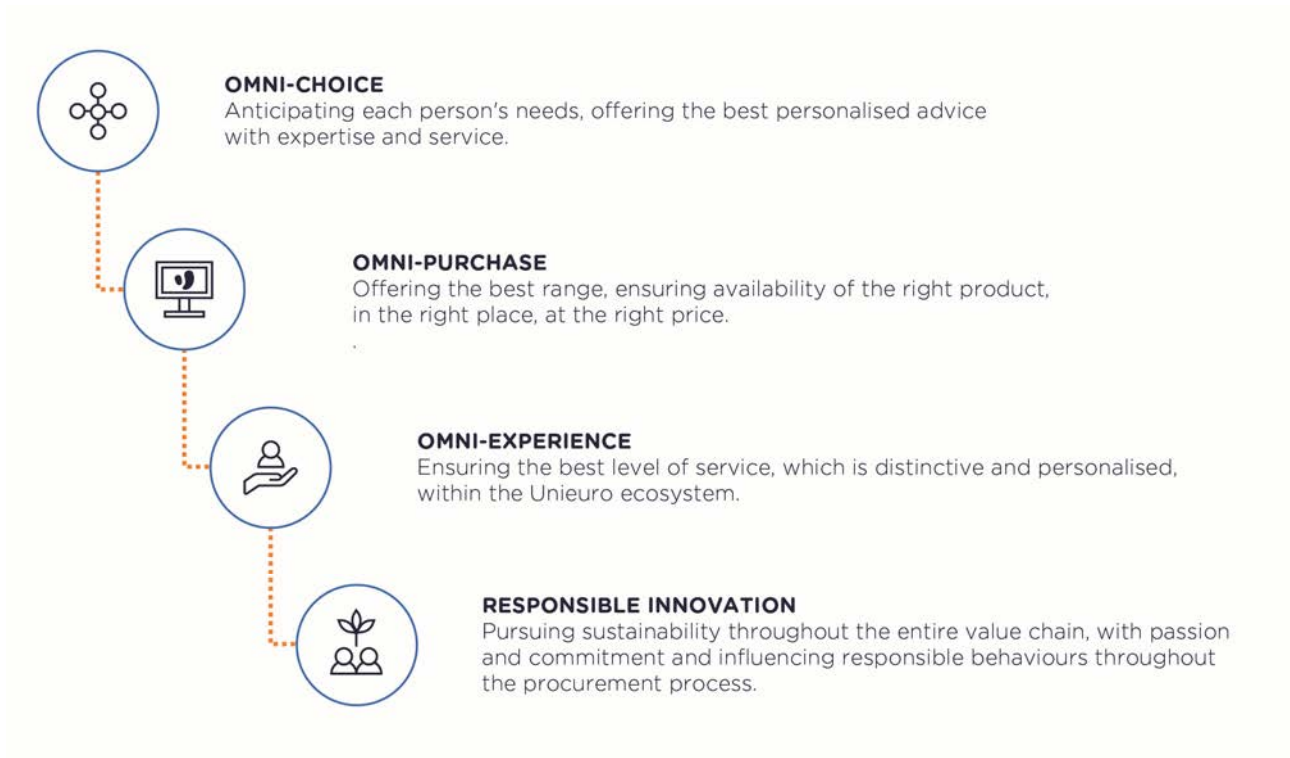 OMNI-CHOICE
Anticipating each person's needs, offering the best personalised advice
with expertise and service.
OMNI-PURCHASE
Offering the best range, ensuring availability of the right product,
in the right place, at the right price.
.
OMNI-EXPERIENCE
Ensuring the best level of service, which is distinctive and personalised,
within the Unieuro ecosystem.
RESPONSIBLE INNOVATION
Pursuing sustainability throughout the entire value chain, with passion
and commitment and influencing responsible behaviours throughout
the procurement process.